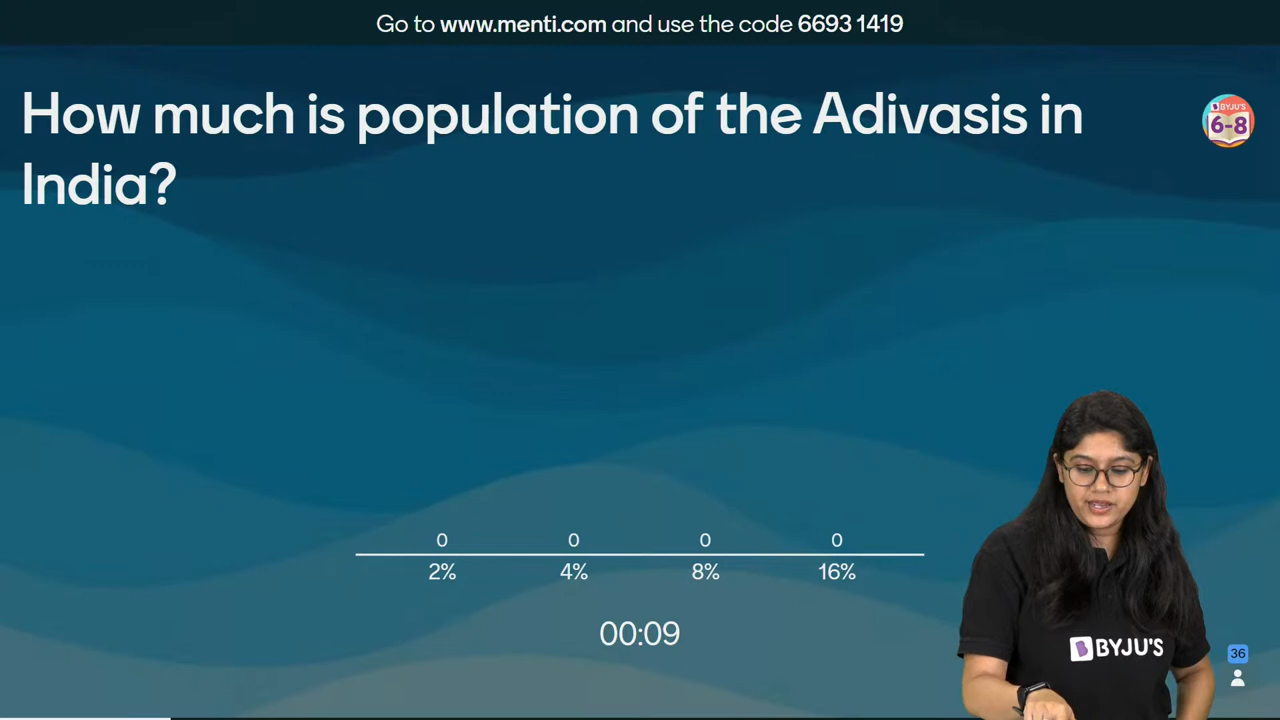 Go to www.menti.com and use the code 6693 1419
How much is population of the Adivasis in
India?
BYJU'S
6-8
0 0 0 0
2% 4% 8% 16%
00:09
BYJU'S
36